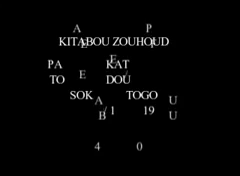 A P
KITABOU ZOUHOUD
E I
E
PA KAT
TO E DOU
SOK TOGO
A U
B / 1 19 U
4 0